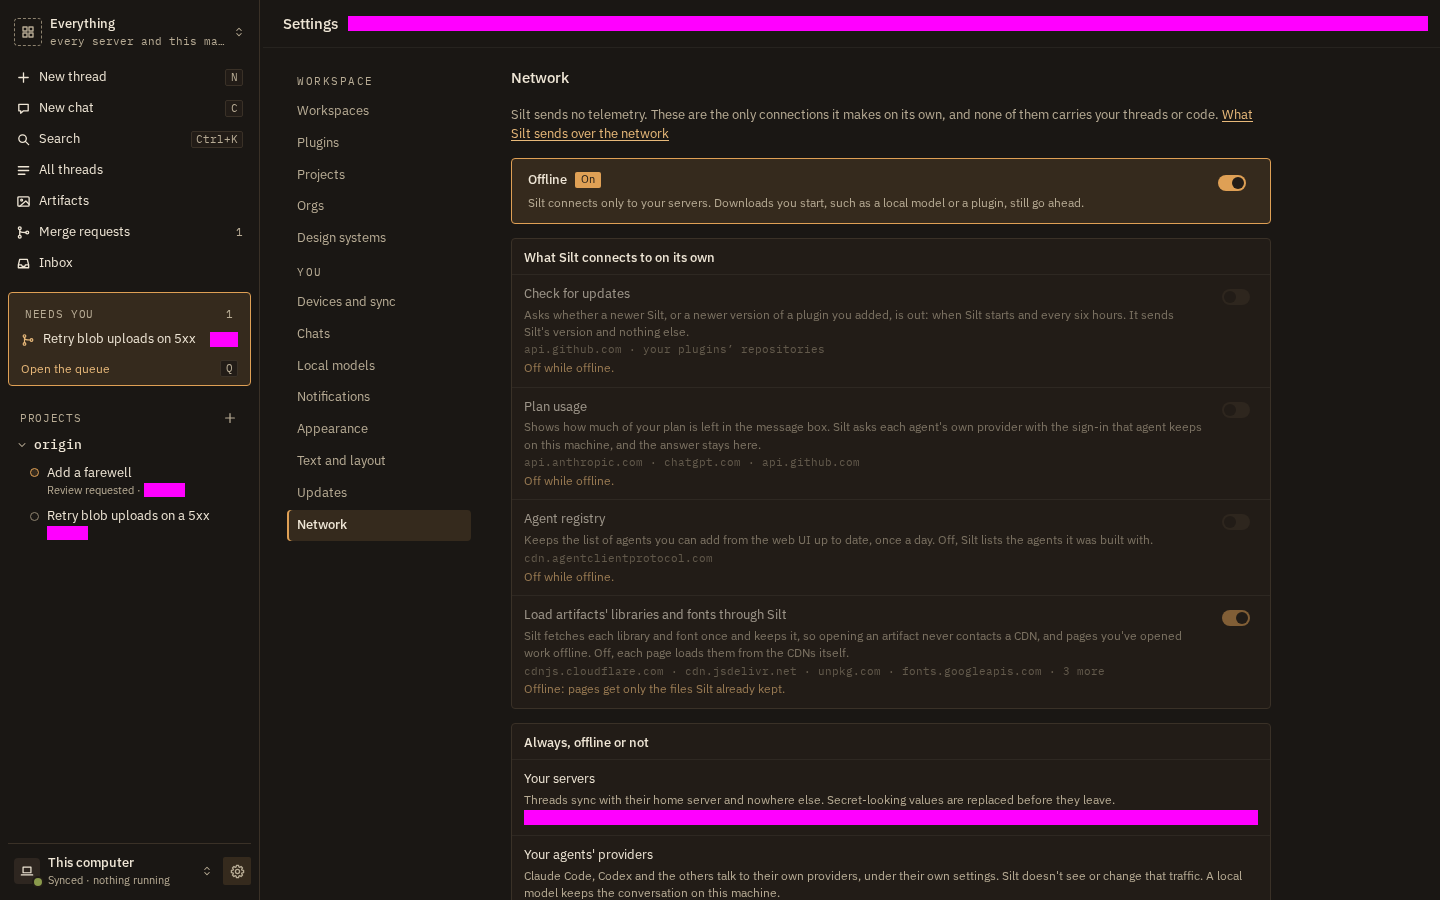 Everything
every server and this ma…
New thread N
New chat C
Search Ctrl+K
All threads
Artifacts
Merge requests 1
Inbox
NEEDS YOU 1
Retry blob uploads on 5xx
Open the queue Q
PROJECTS
origin
Add a farewell
Review requested ·
Retry blob uploads on a 5xx
This computer
Synced · nothing running
Settings
WORKSPACE
Workspaces
Plugins
Projects
Orgs
Design systems
YOU
Devices and sync
Chats
Local models
Notifications
Appearance
Text and layout
Updates
Network
Network
Silt sends no telemetry. These are the only connections it makes on its own, and none of them carries your threads or code. What
Silt sends over the network
Offline On
Silt connects only to your servers. Downloads you start, such as a local model or a plugin, still go ahead.
What Silt connects to on its own
Check for updates
Asks whether a newer Silt, or a newer version of a plugin you added, is out: when Silt starts and every six hours. It sends
Silt's version and nothing else.
api.github.com · your plugins’ repositories
Off while offline.
Plan usage
Shows how much of your plan is left in the message box. Silt asks each agent's own provider with the sign-in that agent keeps
on this machine, and the answer stays here.
api.anthropic.com · chatgpt.com · api.github.com
Off while offline.
Agent registry
Keeps the list of agents you can add from the web UI up to date, once a day. Off, Silt lists the agents it was built with.
cdn.agentclientprotocol.com
Off while offline.
Load artifacts' libraries and fonts through Silt
Silt fetches each library and font once and keeps it, so opening an artifact never contacts a CDN, and pages you've opened
work offline. Off, each page loads them from the CDNs itself.
cdnjs.cloudflare.com · cdn.jsdelivr.net · unpkg.com · fonts.googleapis.com · 3 more
Offline: pages get only the files Silt already kept.
Always, offline or not
Your servers
Threads sync with their home server and nowhere else. Secret-looking values are replaced before they leave.
Your agents' providers
Claude Code, Codex and the others talk to their own providers, under their own settings. Silt doesn't see or change that traffic. A local
model keeps the conversation on this machine.